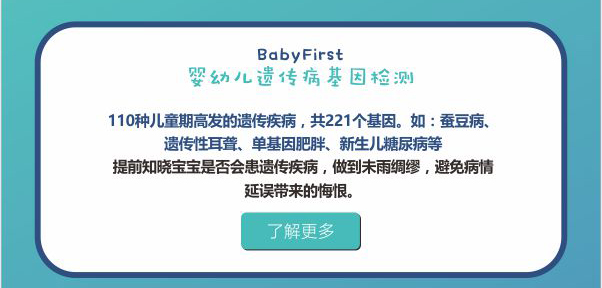 BabyFirst
婴幼儿遗传病基因检测
110种儿童期高发的遗传疾病，共221个基因。如：蚕豆病、
遗传性耳聋、单基因肥胖、新生儿糖尿病等
提前知晓宝宝是否会患遗传疾病，做到未雨绸缪，避免病情
延误带来的悔恨。
了解更多